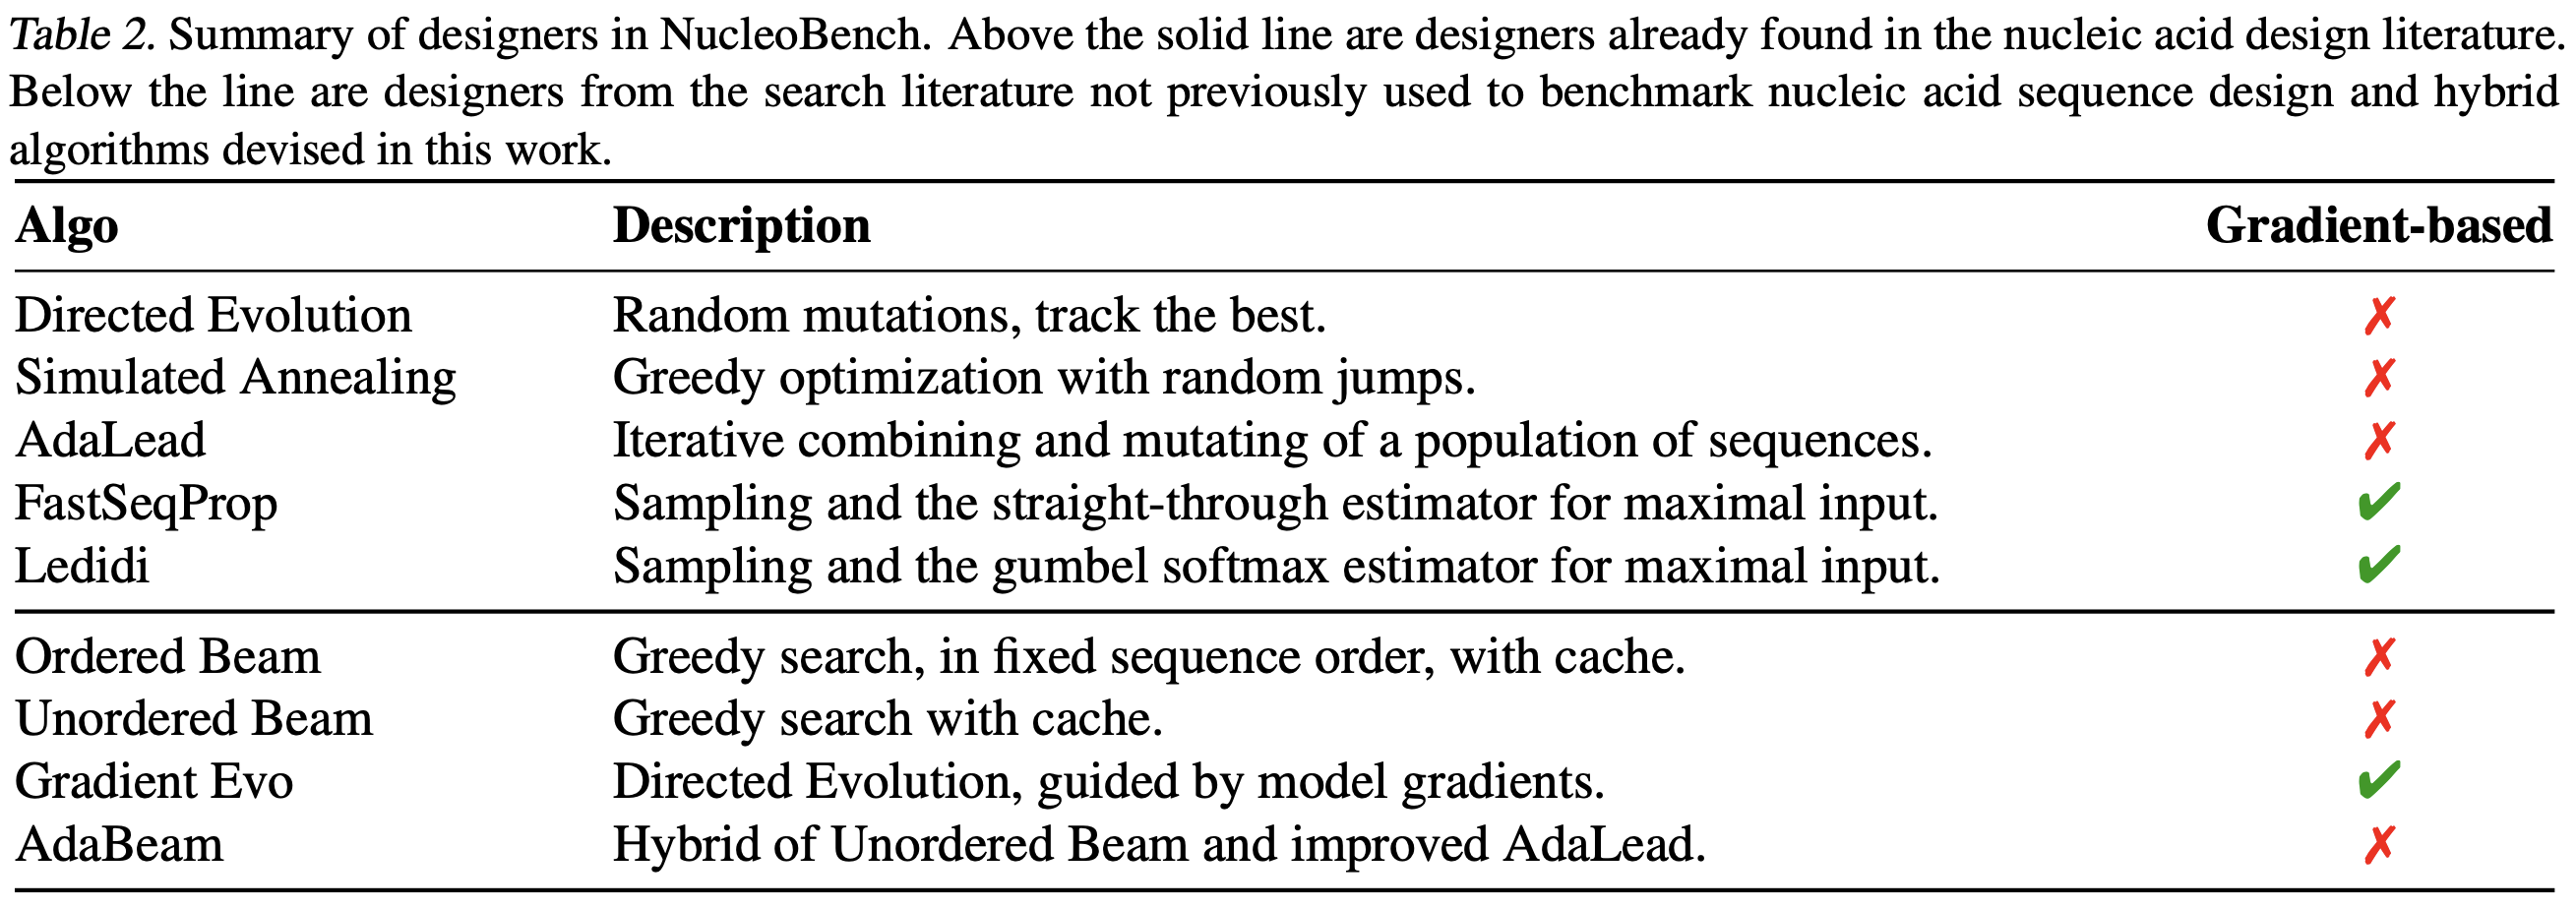 Table 2. Summary of designers in NucleoBench. Above the solid line are designers already found in the nucleic acid design literature.
Below the line are designers from the search literature not previously used to benchmark nucleic acid sequence design and hybrid
algorithms devised in this work.
Algo Description Gradient-based
Directed Evolution Random mutations, track the best. ✗
Simulated Annealing Greedy optimization with random jumps. ✗
AdaLead Iterative combining and mutating of a population of sequences. ✗
FastSeqProp Sampling and the straight-through estimator for maximal input. ✔
Ledidi Sampling and the gumbel softmax estimator for maximal input. ✔
Ordered Beam Greedy search, in fixed sequence order, with cache. ✗
Unordered Beam Greedy search with cache. ✗
Gradient Evo Directed Evolution, guided by model gradients. ✔
AdaBeam Hybrid of Unordered Beam and improved AdaLead. ✗